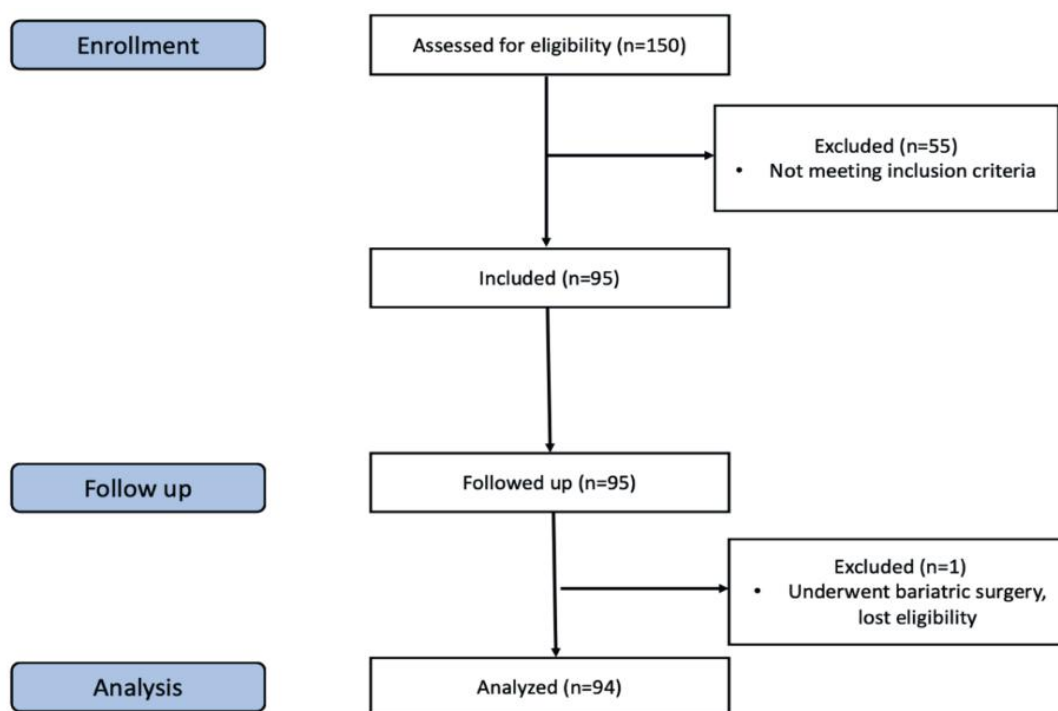 Enrollment
Assessed for eligibility (n=150)
Excluded (n=55)
• Not meeting inclusion criteria
Included (n=95)
Follow up
Followed up (n=95)
Excluded (n=1)
• Underwent bariatric surgery,
lost eligibility
Analysis
Analyzed (n=94)